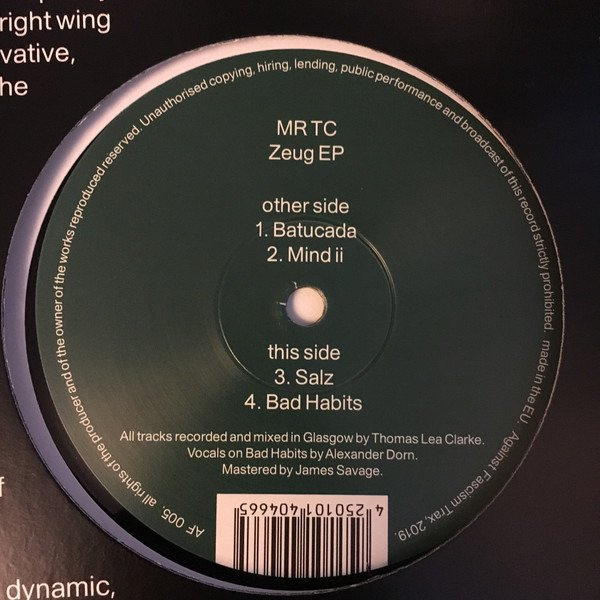 right wing
vative,
he
MR TC
Zeug EP
other side
1. Batucada
2. Mind ii
this side
3. Salz
4. Bad Habits
All tracks recorded and mixed in Glasgow by Thomas Lea Clarke.
Vocals on Bad Habits by Alexander Dorn.
Mastered by James Savage.
4 250101 404665
AF 005. all rights of the producer and of the owner of the works reproduced reserved. Unauthorised copying, hiring, lending, public performance and broadcast of this record strictly prohibited. made in the EU. Against Fascism Trax, 2019.
f
dynamic,